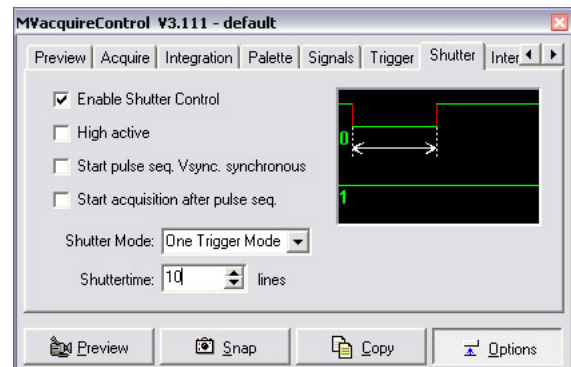 MVacquireControl V3.111 - default
Preview Acquire Integration Palette Signals Trigger Shutter Inter
Enable Shutter Control
High active
Start pulse seq. Vsync. synchronous
Start acquisition after pulse seq.
0
1
Shutter Mode: One Trigger Mode
Shuttertime: 10 lines
Preview Snap Copy Options